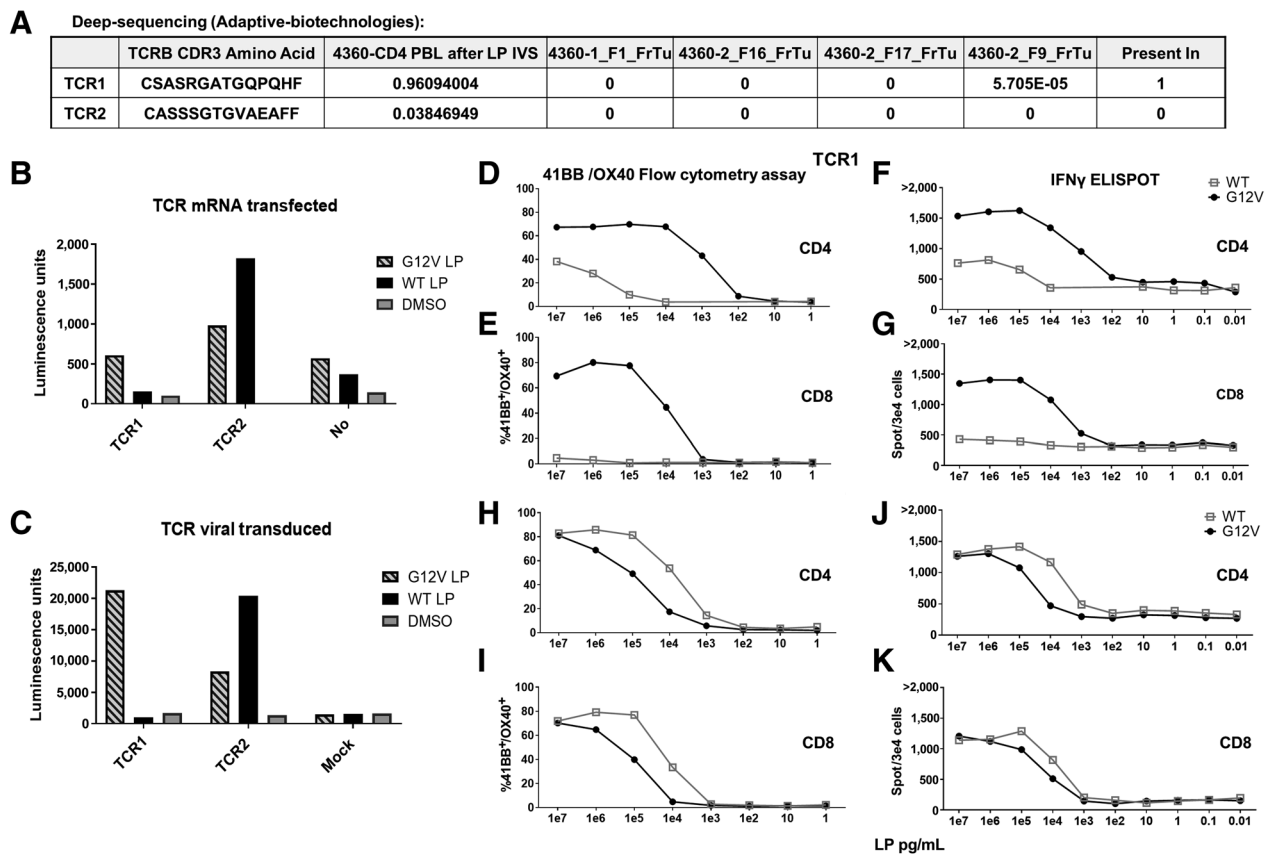 A
Deep-sequencing (Adaptive-biotechnologies):
TCRB CDR3 Amino Acid 4360-CD4 PBL after LP IVS 4360-1_F1_FrTu 4360-2_F16_FrTu 4360-2_F17_FrTu 4360-2_F9_FrTu Present In
TCR1 CSASRGATGQPQHF 0.96094004 0 0 0 5.705E-05 1
TCR2 CASSSGTGVAEAFF 0.03846949 0 0 0 0 0
B
TCR mRNA transfected
Luminescence units
2,000
1,500
1,000
500
0
TCR1 TCR2 No
G12V LP
WT LP
DMSO
C
TCR viral transduced
Luminescence units
25,000
20,000
15,000
10,000
5,000
0
TCR1 TCR2 Mock
G12V LP
WT LP
DMSO
TCR1
D
41BB /OX40 Flow cytometry assay
100
80
60
40
20
0
CD4
1e7 1e6 1e5 1e4 1e3 1e2 10 1
E
%41BB+/OX40+
100
80
60
40
20
0
CD8
1e7 1e6 1e5 1e4 1e3 1e2 10 1
F
IFNγ ELISPOT
WT
G12V
>2,000
1,500
1,000
500
0
CD4
1e7 1e6 1e5 1e4 1e3 1e2 10 1 0.1 0.01
G
Spot/3e4 cells
>2,000
1,500
1,000
500
0
CD8
1e7 1e6 1e5 1e4 1e3 1e2 10 1 0.1 0.01
H
100
80
60
40
20
0
CD4
1e7 1e6 1e5 1e4 1e3 1e2 10 1
I
%41BB+/OX40+
100
80
60
40
20
0
CD8
1e7 1e6 1e5 1e4 1e3 1e2 10 1
J
WT
G12V
>2,000
1,500
1,000
500
0
CD4
1e7 1e6 1e5 1e4 1e3 1e2 10 1 0.1 0.01
K
Spot/3e4 cells
>2,000
1,500
1,000
500
0
CD8
1e7 1e6 1e5 1e4 1e3 1e2 10 1 0.1 0.01
LP pg/mL